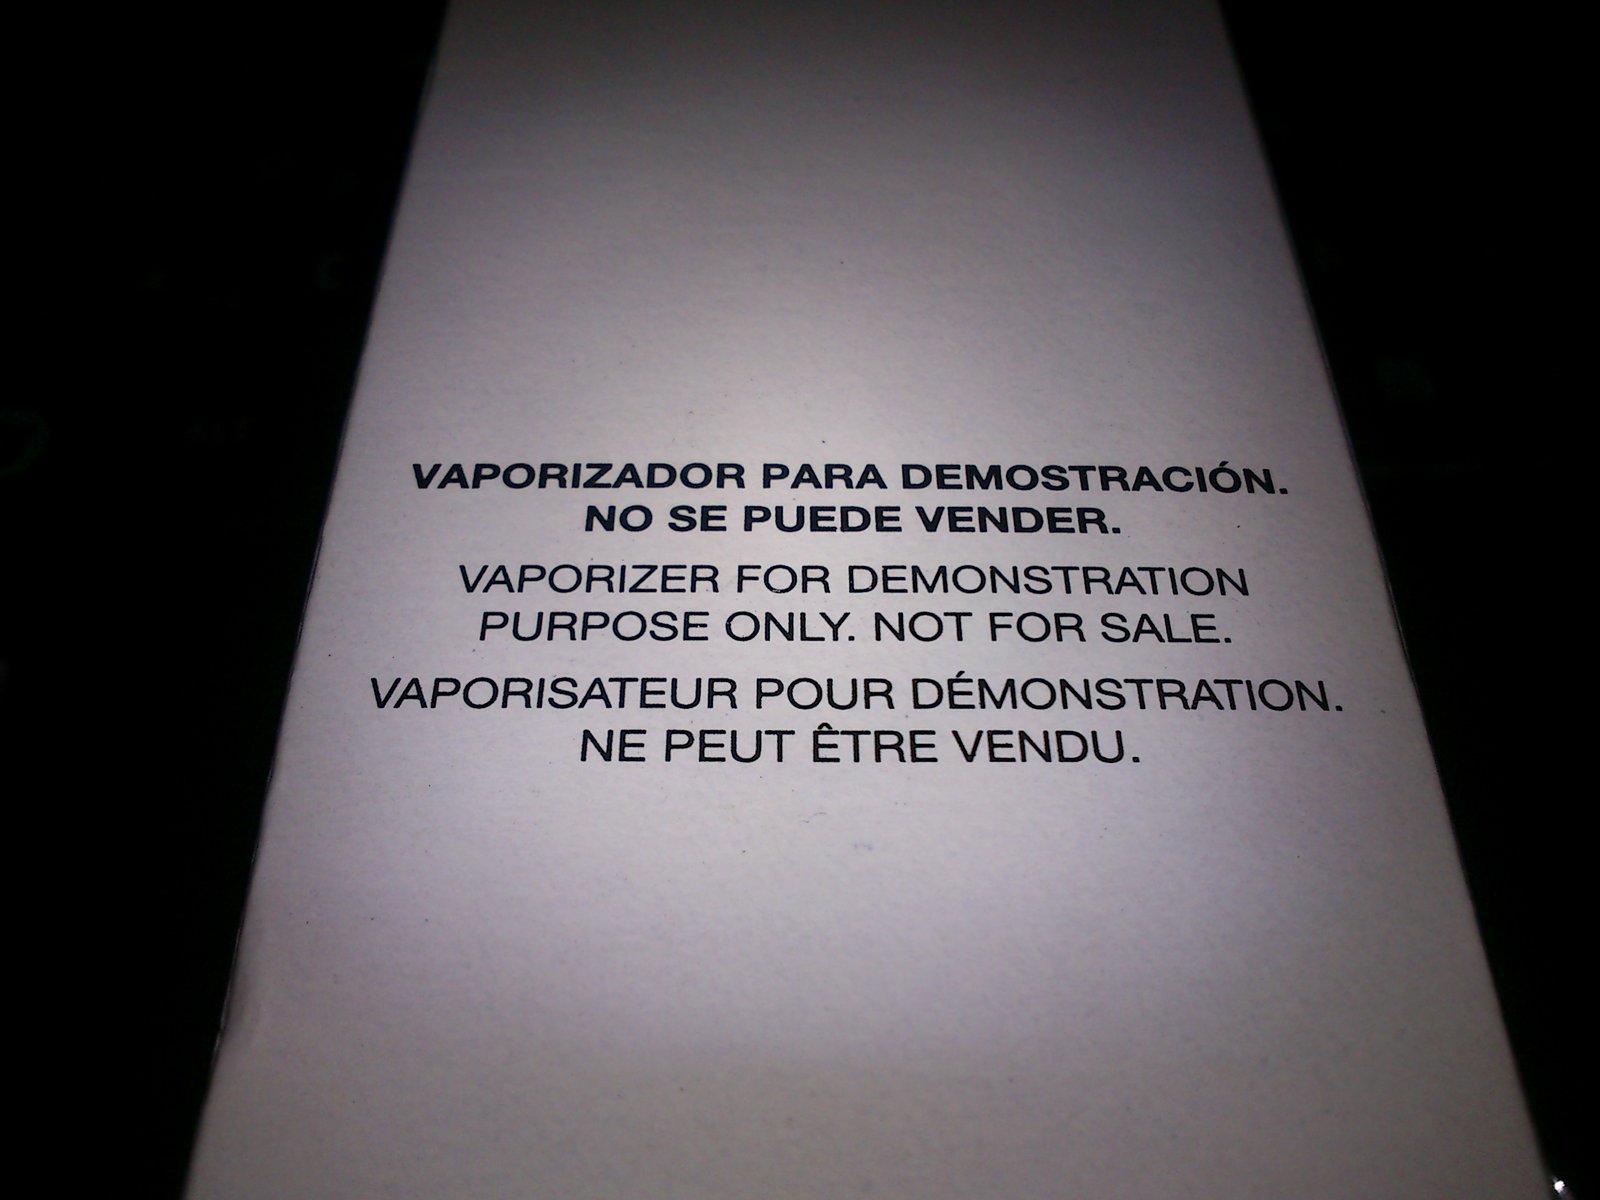 VAPORIZADOR PARA DEMOSTRACIÓN.
NO SE PUEDE VENDER.
VAPORIZER FOR DEMONSTRATION
PURPOSE ONLY. NOT FOR SALE.
VAPORISATEUR POUR DÉMONSTRATION.
NE PEUT ÊTRE VENDU.